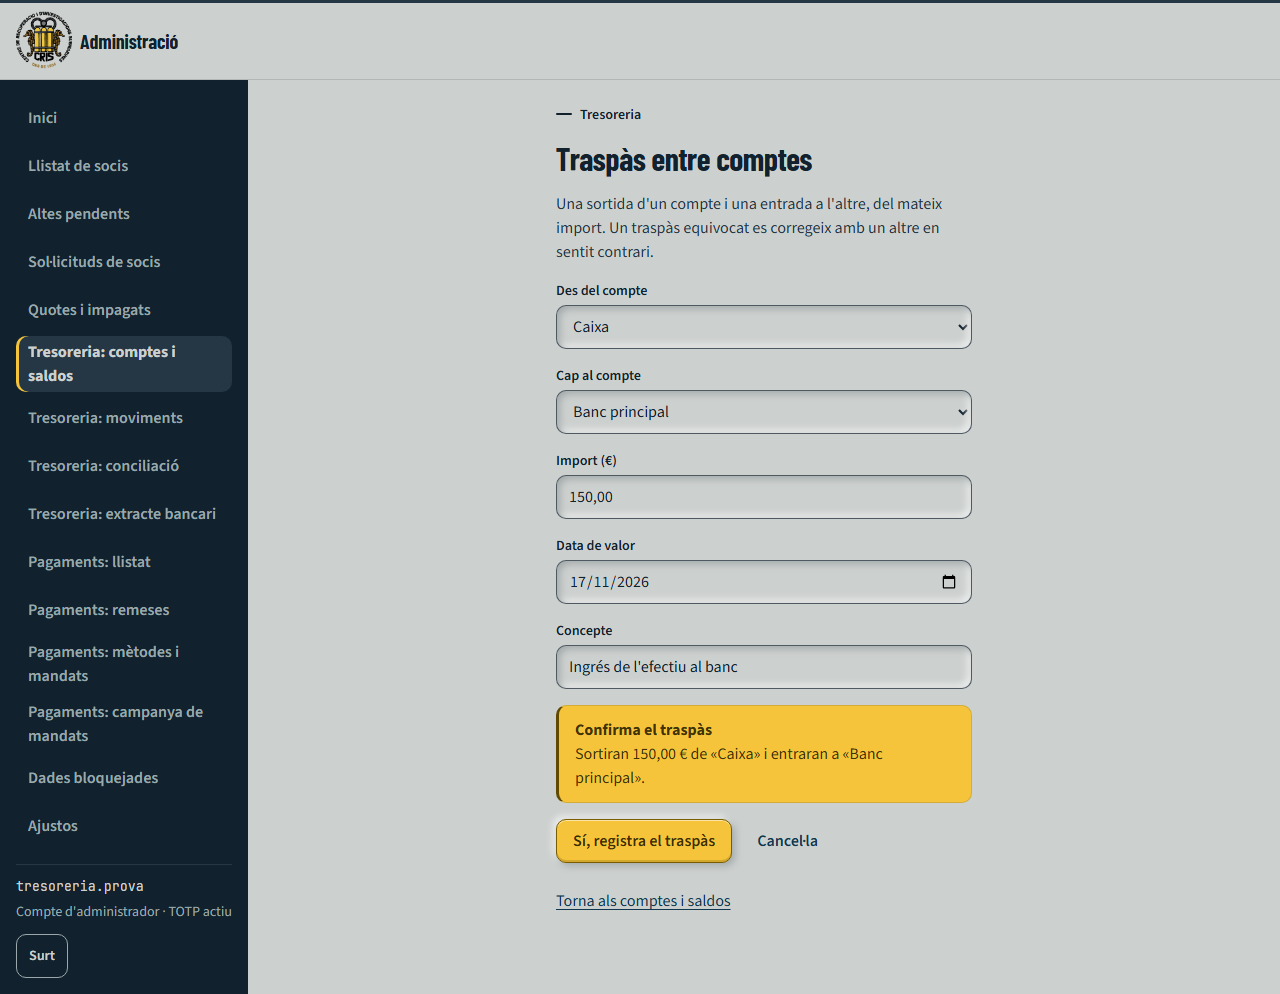 CRIS
Administració
Inici
Llistat de socis
Altes pendents
Sol·licituds de socis
Quotes i impagats
Tresoreria: comptes i
saldos
Tresoreria: moviments
Tresoreria: conciliació
Tresoreria: extracte bancari
Pagaments: llistat
Pagaments: remeses
Pagaments: mètodes i
mandats
Pagaments: campanya de
mandats
Dades bloquejades
Ajustos
tresoreria.prova
Compte d'administrador · TOTP actiu
Surt
Tresoreria
Traspàs entre comptes
Una sortida d'un compte i una entrada a l'altre, del mateix
import. Un traspàs equivocat es corregeix amb un altre en
sentit contrari.
Des del compte
Caixa
Cap al compte
Banc principal
Import (€)
150,00
Data de valor
17/11/2026
Concepte
Ingrés de l'efectiu al banc
Confirma el traspàs
Sortiran 150,00 € de «Caixa» i entraran a «Banc
principal».
Sí, registra el traspàs
Cancel·la
Torna als comptes i saldos